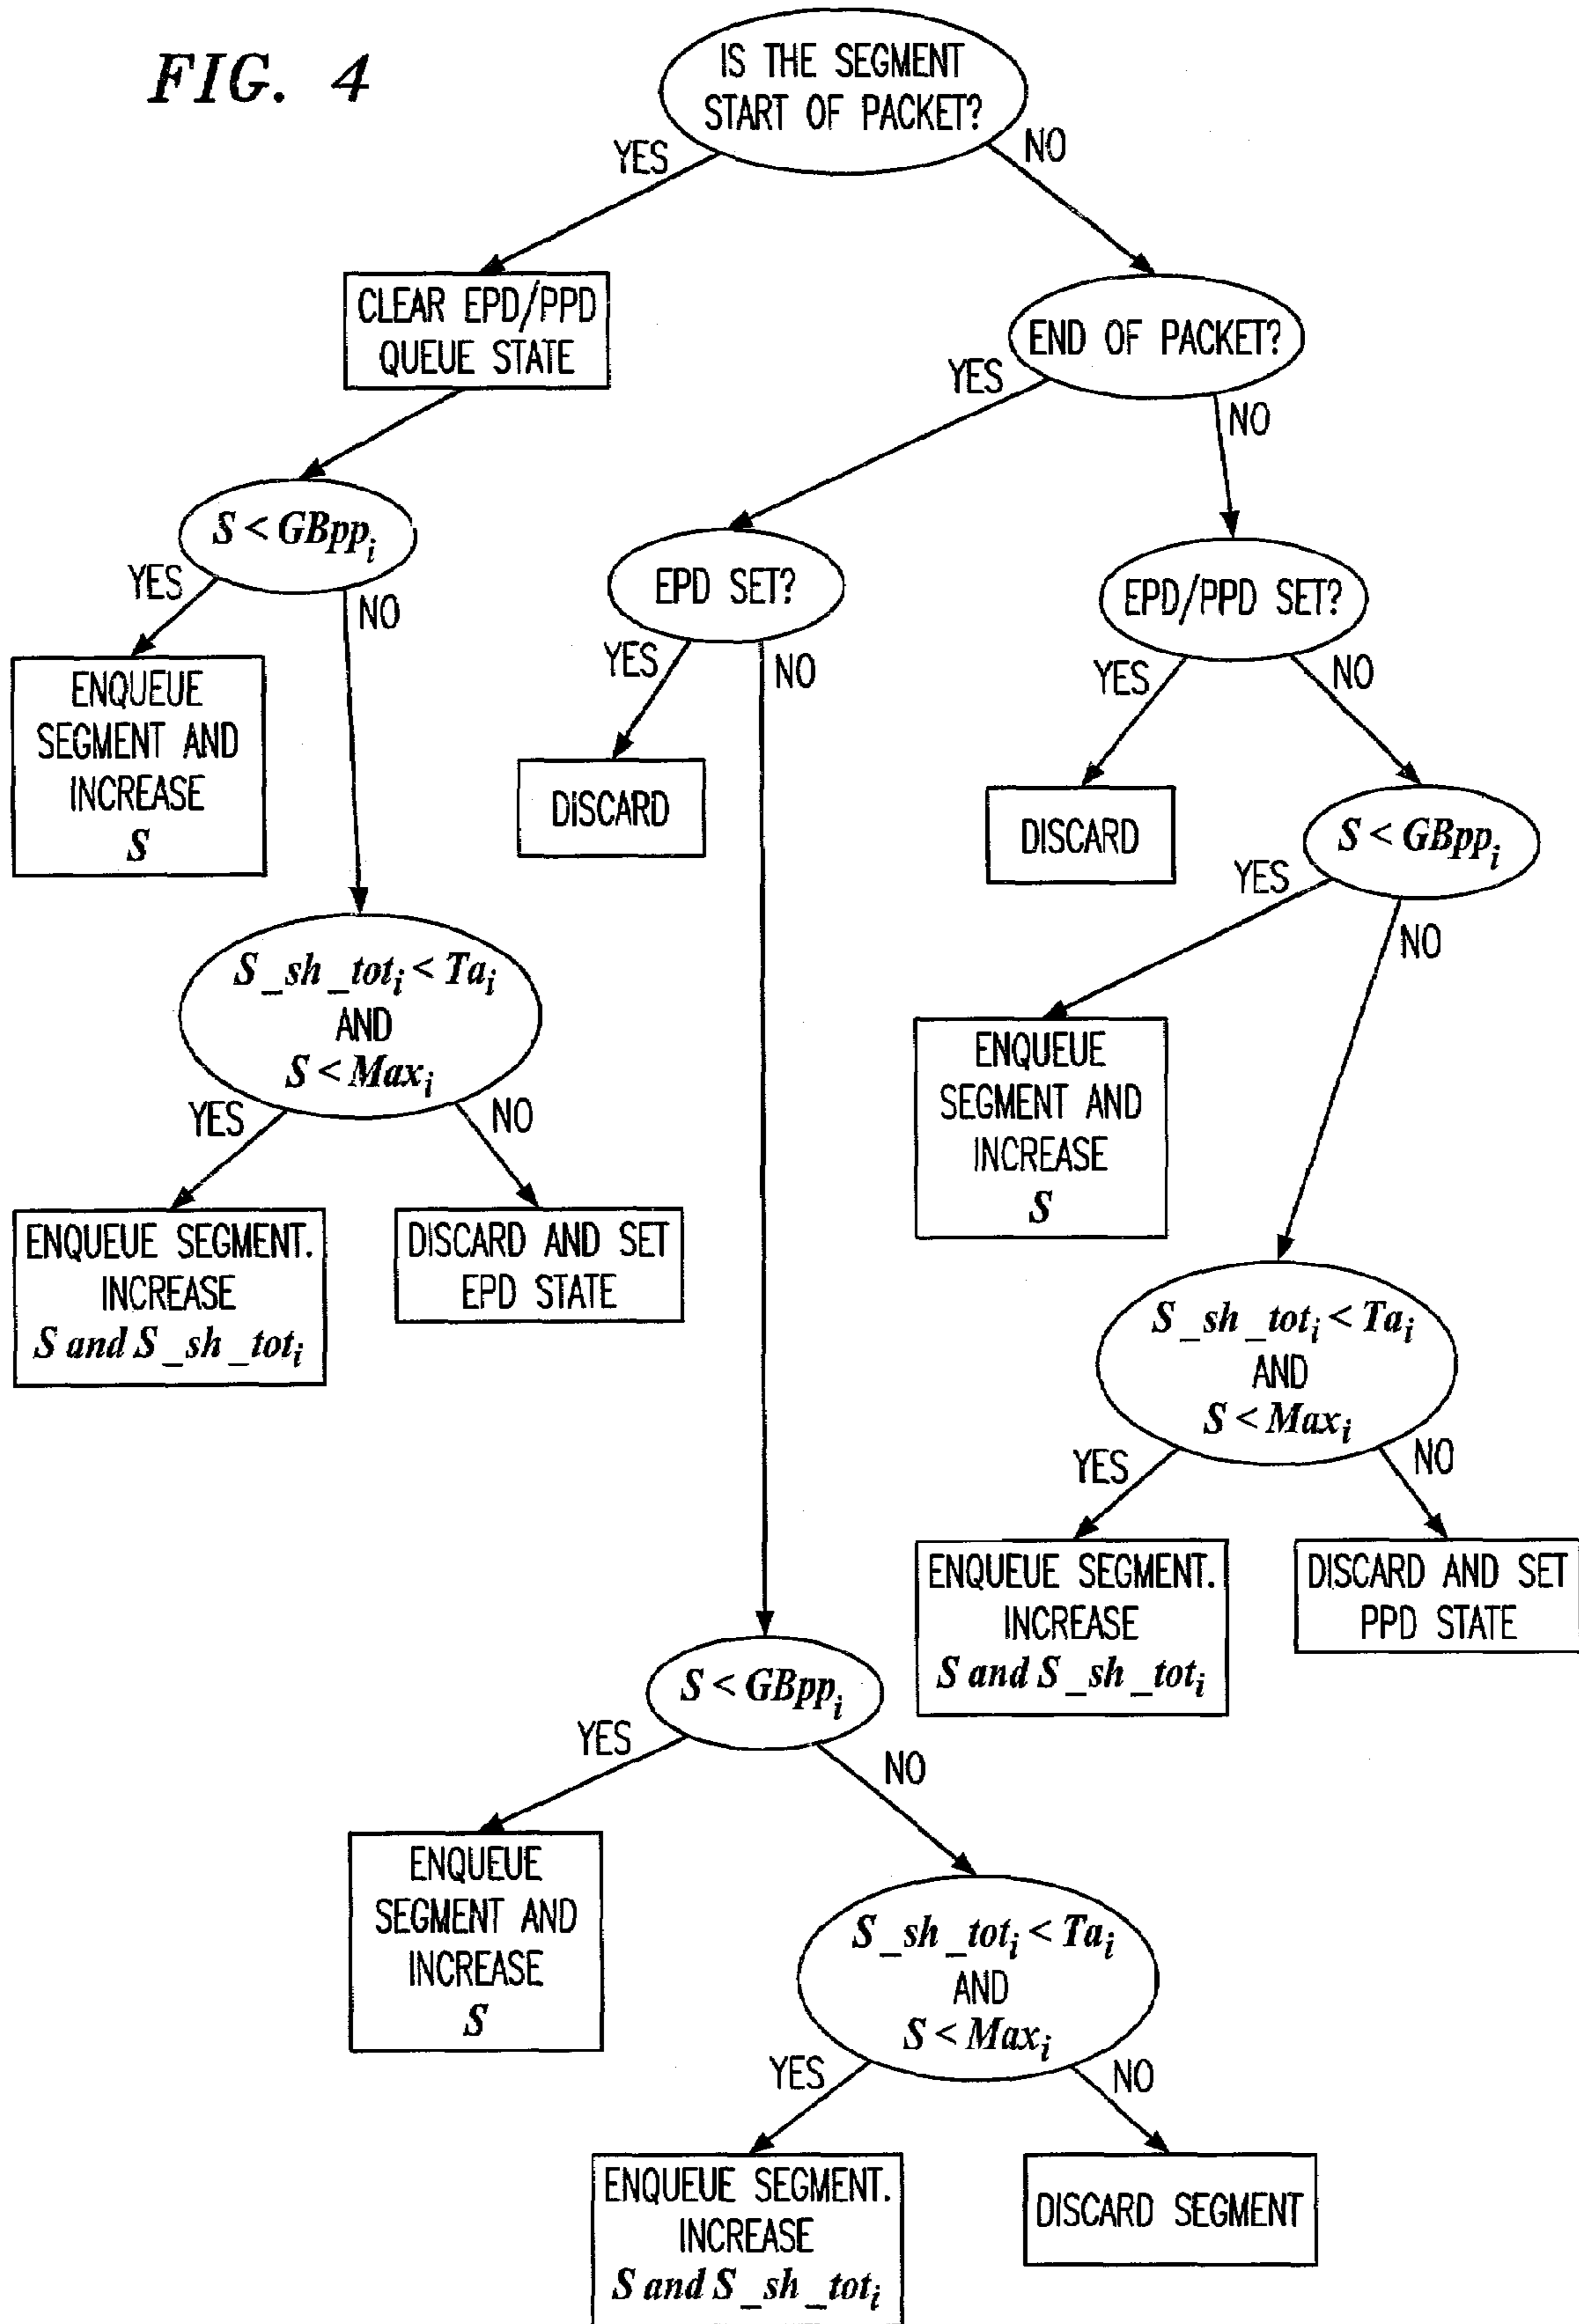 FIG. 4
IS THE SEGMENT
START OF PACKET?
YES
NO
CLEAR EPD/PPD
QUEUE STATE
END OF PACKET?
YES
NO
S < GBpp_i
YES
NO
EPD SET?
YES
NO
EPD/PPD SET?
YES
NO
ENQUEUE
SEGMENT AND
INCREASE
S
DISCARD
DISCARD
S < GBpp_i
YES
NO
S_sh_tot_i < Ta_i
AND
S < Max_i
YES
NO
ENQUEUE
SEGMENT AND
INCREASE
S
ENQUEUE SEGMENT.
INCREASE
S and S_sh_tot_i
DISCARD AND SET
EPD STATE
S_sh_tot_i < Ta_i
AND
S < Max_i
YES
NO
ENQUEUE SEGMENT.
INCREASE
S and S_sh_tot_i
DISCARD AND SET
PPD STATE
S < GBpp_i
YES
NO
ENQUEUE
SEGMENT AND
INCREASE
S
S_sh_tot_i < Ta_i
AND
S < Max_i
YES
NO
ENQUEUE SEGMENT.
INCREASE
S and S_sh_tot_i
DISCARD SEGMENT